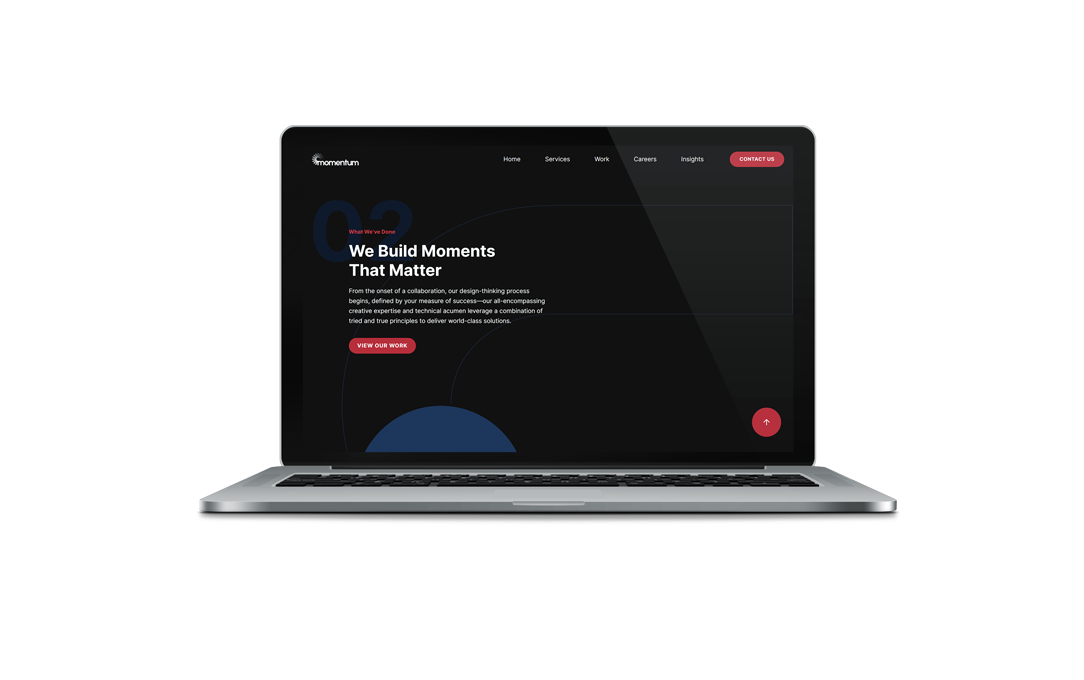 momentum
Home Services Work Careers Insights CONTACT US
02
What We've Done
We Build Moments
That Matter
From the onset of a collaboration, our design-thinking process
begins, defined by your measure of success—our all-encompassing
creative expertise and technical acumen leverage a combination of
tried and true principles to deliver world-class solutions.
VIEW OUR WORK